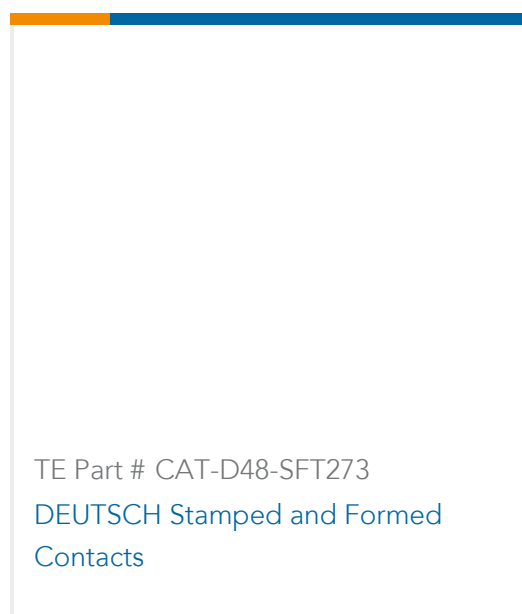 TE Part # CAT-D48-SFT273
DEUTSCH Stamped and Formed
Contacts